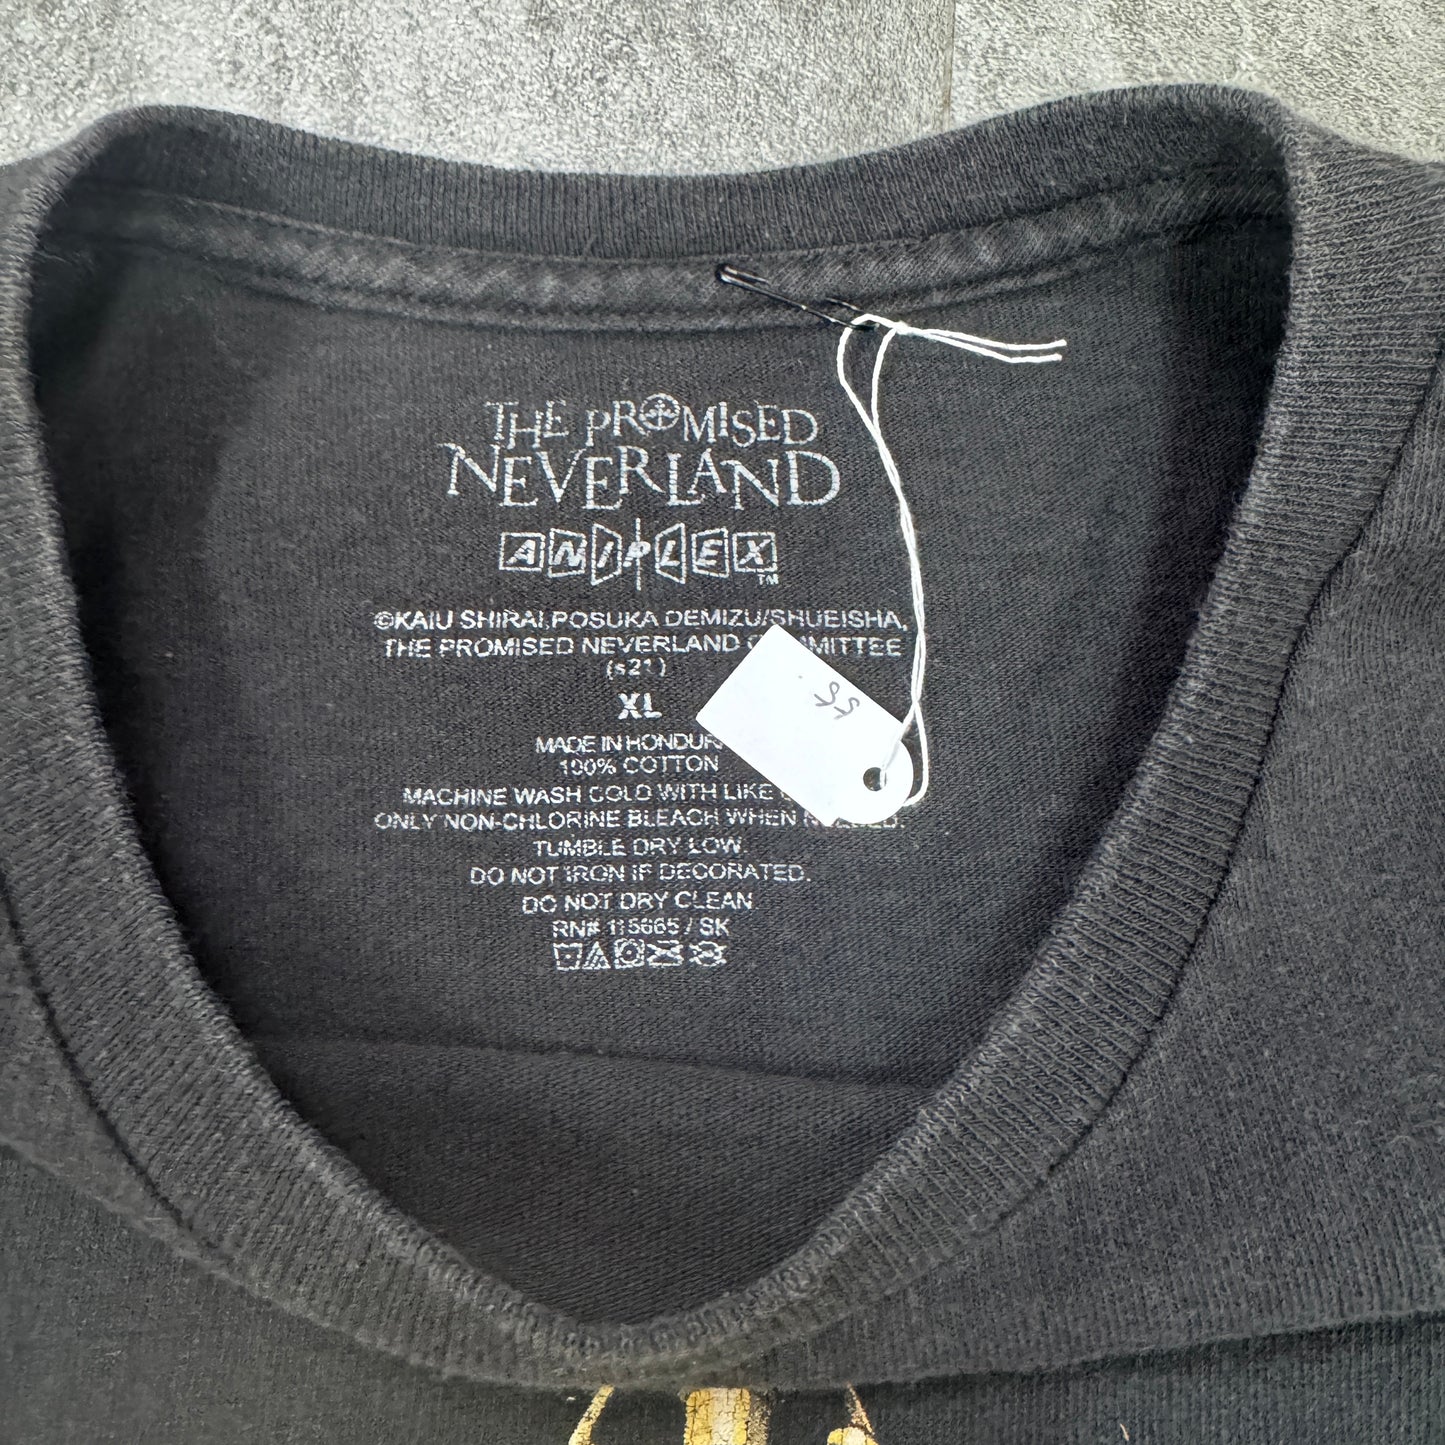 THE PROMISED
NEVERLAND
ANIPLEX™
©KAIU SHIRAI,POSUKA DEMIZU/SHUEISHA,
THE PROMISED NEVERLAND
(s21)
XL
MADE IN
100% COTTON
MACHINE WASH COLD WITH LIKE
ONLY NON-CHLORINE BLEACH WHEN
TUMBLE DRY LOW.
DO NOT IRON IF DECORATED.
DO NOT DRY CLEAN
RN# 115665 / SK